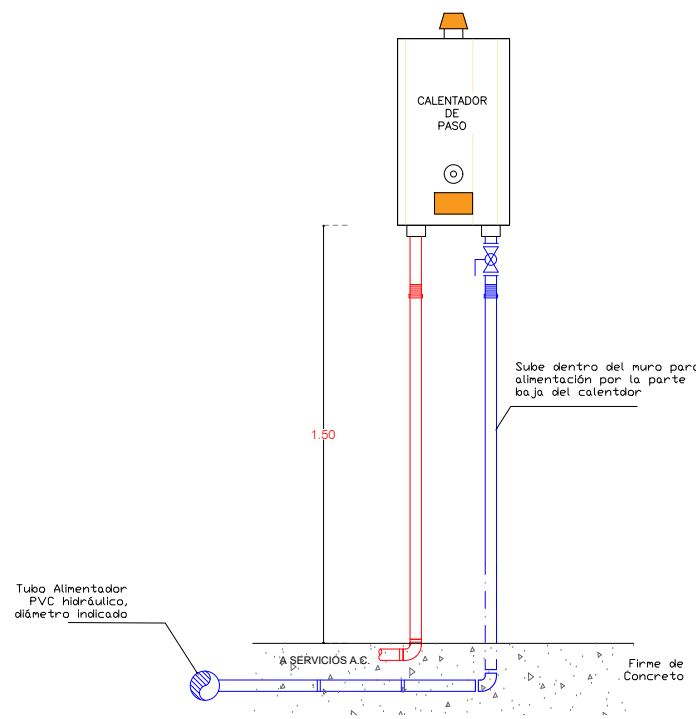 CALENTADOR
DE
PASO
Sube dentro del muro para
alimentación por la parte
baja del calentdor
1.50
Tubo Alimentador
PVC hidráulico,
diámetro indicado
A SERVICIOS A.C.
Firme de
Concreto